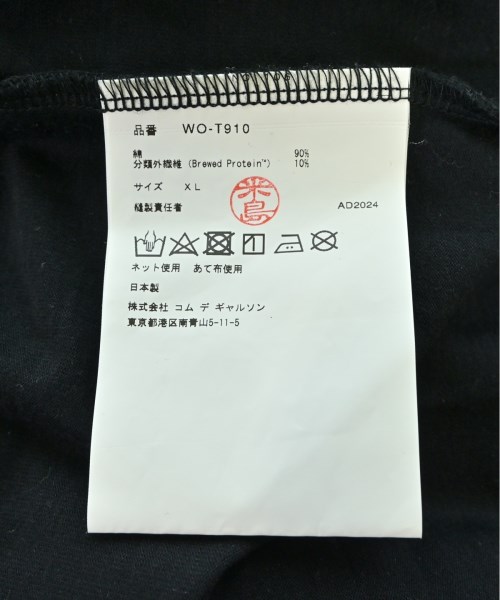 品番 WO-T910
綿 90%
分類外繊維 (Brewed Protein™) 10%
サイズ XL
縫製責任者 米島 AD2024
ネット使用 あて布使用
日本製
株式会社 コム デ ギャルソン
東京都港区南青山5-11-5